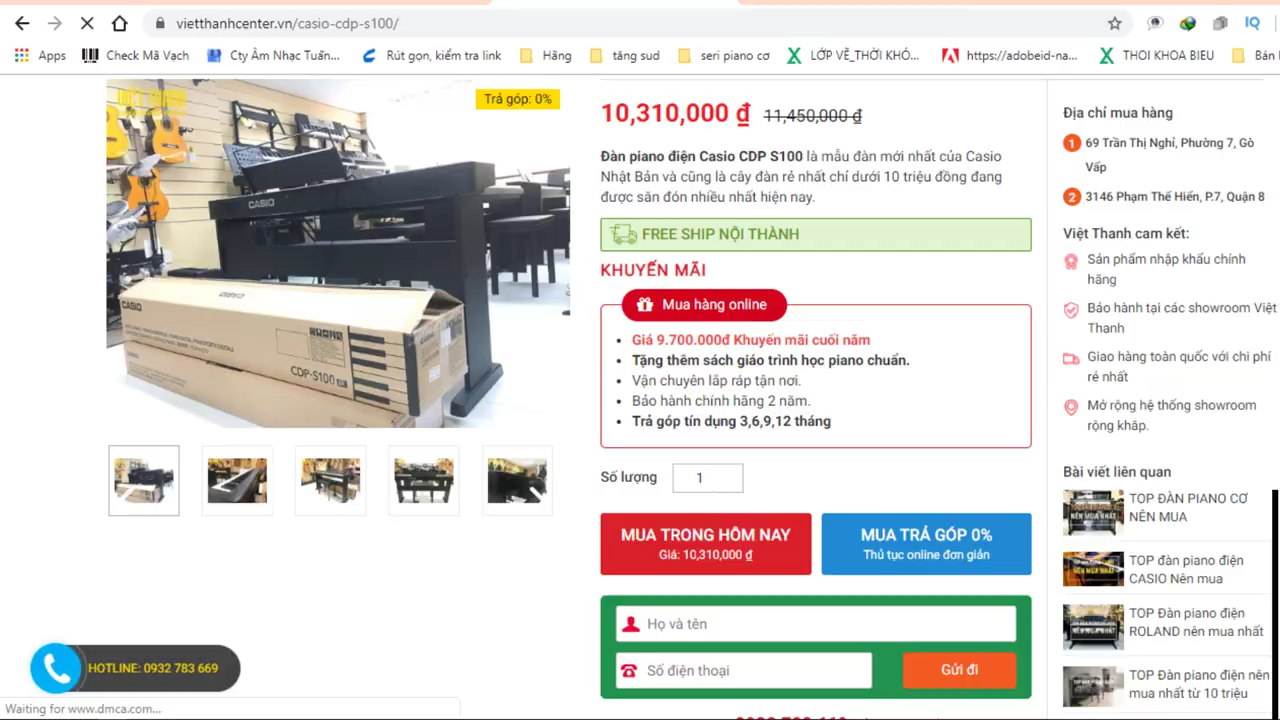 vietthanhcenter.vn/casio-cdp-s100/
Apps
Check Mã Vạch
Cty Âm Nhạc Tuấn...
Rút gọn, kiểm tra link
Hãng
tăng sud
seri piano cơ
LỚP VẼ_THỜI KHÓ...
https://adobeid-na...
THOI KHOA BIEU
Bán
VIỆT THANH
Trả góp: 0%
CASIO
CASIO
CDP-S100
10,310,000 ₫ 11,450,000 ₫
Đàn piano điện Casio CDP S100 là mẫu đàn mới nhất của Casio
Nhật Bản và cũng là cây đàn rẻ nhất chỉ dưới 10 triệu đồng đang
được săn đón nhiều nhất hiện nay.
FREE SHIP NỘI THÀNH
KHUYẾN MÃI
Mua hàng online
Giá 9.700.000đ Khuyến mãi cuối năm
Tặng thêm sách giáo trình học piano chuẩn.
Vận chuyên lắp ráp tận nơi.
Bảo hành chính hãng 2 năm.
Trả góp tín dụng 3,6,9,12 tháng
Số lượng
1
MUA TRONG HÔM NAY
Giá: 10,310,000 ₫
MUA TRẢ GÓP 0%
Thủ tục online đơn giản
Họ và tên
Số điện thoại
Gửi đi
Địa chỉ mua hàng
1 69 Trần Thị Nghỉ, Phường 7, Gò
Vấp
2 3146 Phạm Thế Hiển, P.7, Quận 8
Việt Thanh cam kết:
Sản phẩm nhập khẩu chính
hãng
Bảo hành tại các showroom Việt
Thanh
Giao hàng toàn quốc với chi phí
rẻ nhất
Mở rộng hệ thống showroom
rộng khắp.
Bài viết liên quan
TOP ĐÀN PIANO CƠ
NÊN MUA
TOP đàn piano điện
CASIO Nên mua
TOP Đàn piano điện
ROLAND nên mua nhất
TOP Đàn piano điện nên
mua nhất từ 10 triệu
HOTLINE: 0932 783 669
Waiting for www.dmca.com...